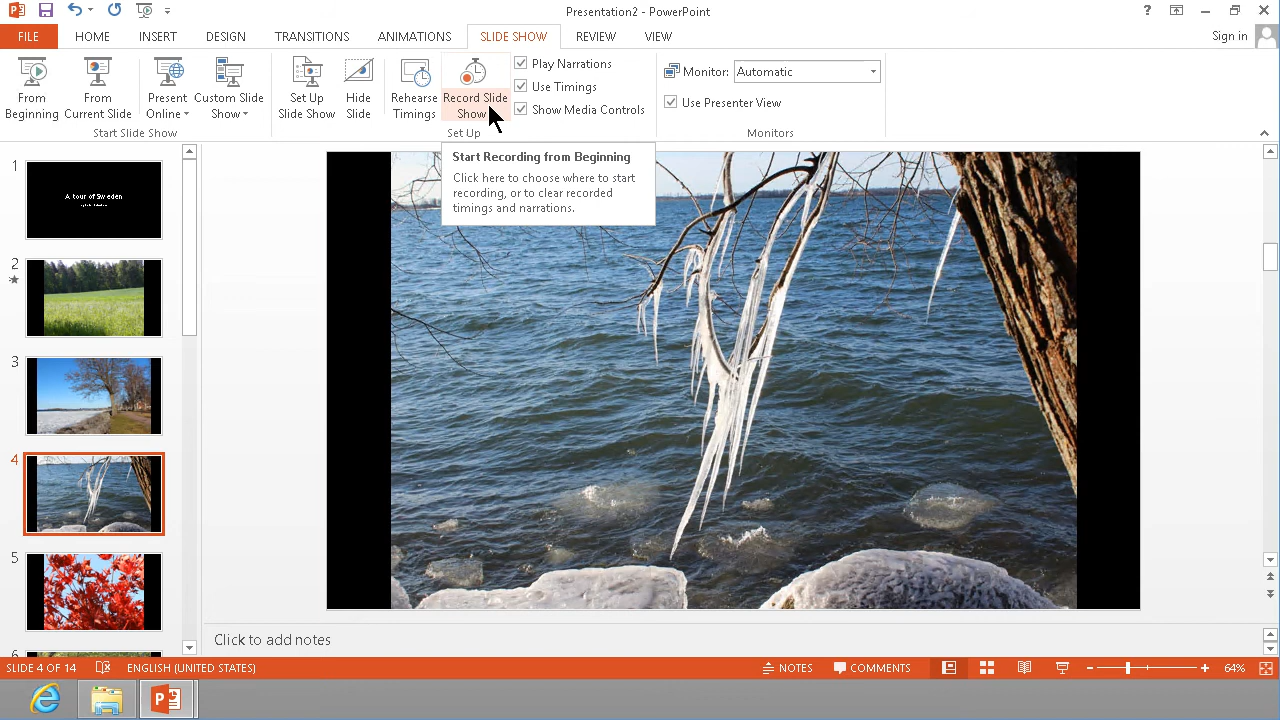 Presentation2 - PowerPoint
?
Sign in
FILE HOME INSERT DESIGN TRANSITIONS ANIMATIONS SLIDE SHOW REVIEW VIEW
From Beginning
From Current Slide
Present Online
Custom Slide Show
Start Slide Show
Set Up Slide Show
Hide Slide
Rehearse Timings
Record Slide Show
Play Narrations
Use Timings
Show Media Controls
Set Up
Monitor: Automatic
Use Presenter View
Monitors
Start Recording from Beginning
Click here to choose where to start
recording, or to clear recorded
timings and narrations.
1
A tour of Sweden
2
3
4
5
Click to add notes
SLIDE 4 OF 14 ENGLISH (UNITED STATES) NOTES COMMENTS 64%